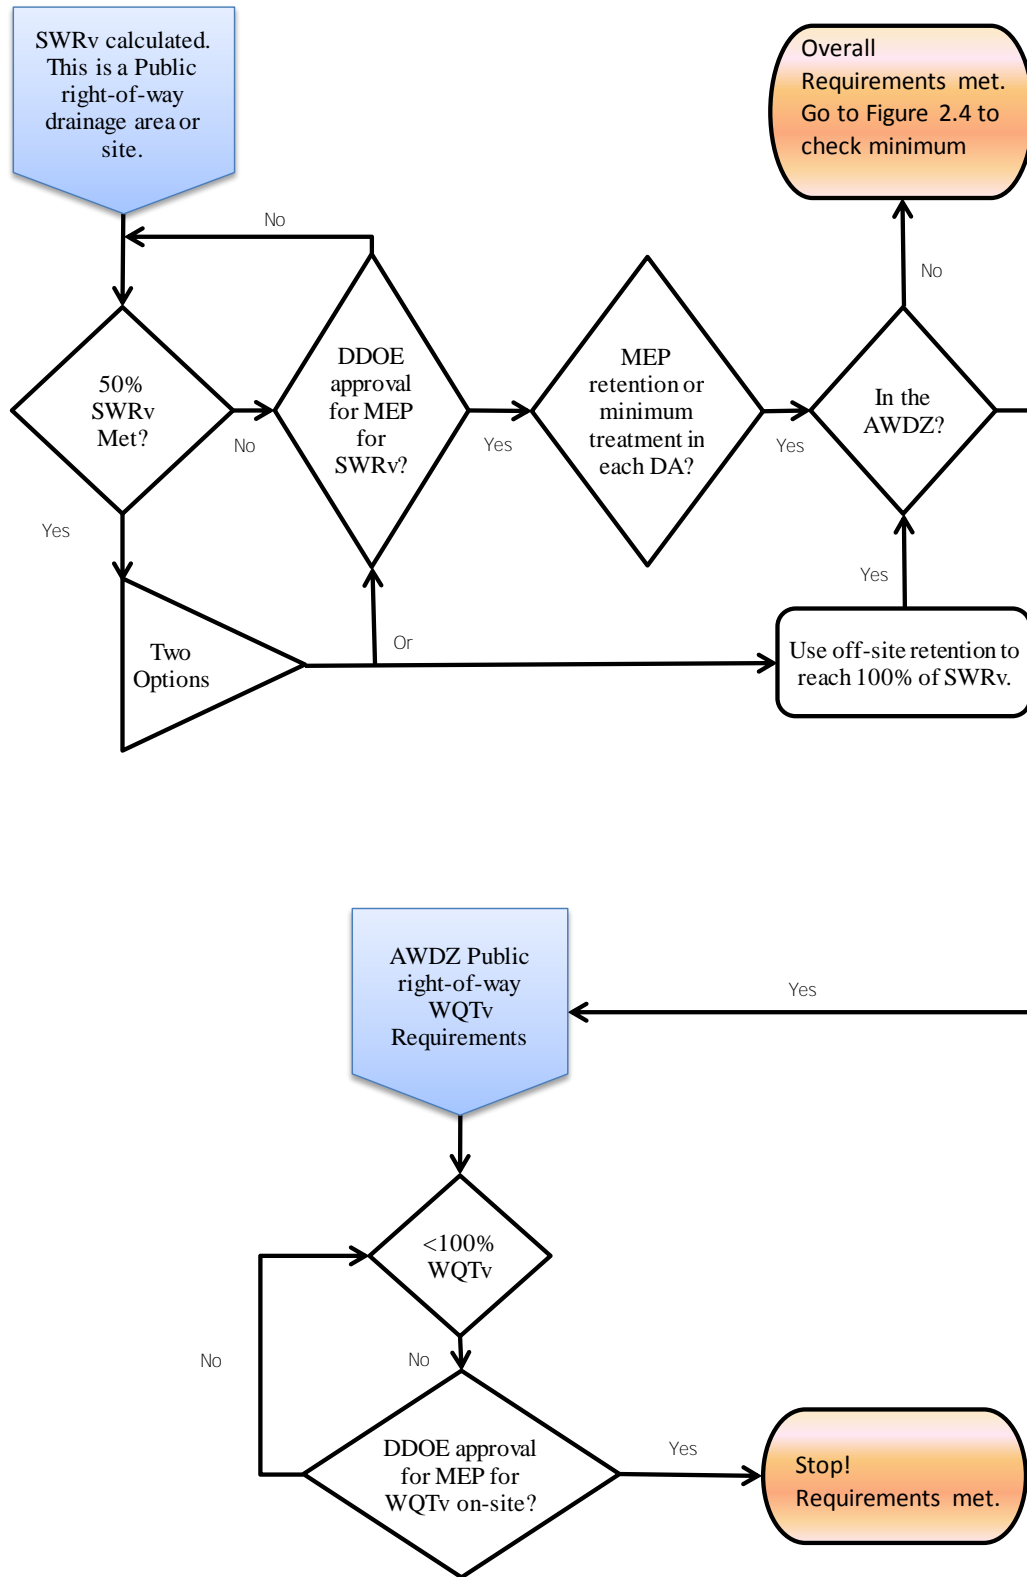 SWRv calculated.
This is a Public
right-of-way
drainage area or
site.
Overall
Requirements met.
Go to Figure 2.4 to
check minimum
No
No
50%
SWRv
Met?
No
DDOE
approval
for MEP
for
SWRv?
Yes
MEP
retention or
minimum
treatment in
each DA?
Yes
In the
AWDZ?
Yes
Yes
Two
Options
Or
Use off-site retention to
reach 100% of SWRv.
AWDZ Public
right-of-way
WQTv
Requirements
Yes
<100%
WQTv
No
No
DDOE approval
for MEP for
WQTv on-site?
Yes
Stop!
Requirements met.